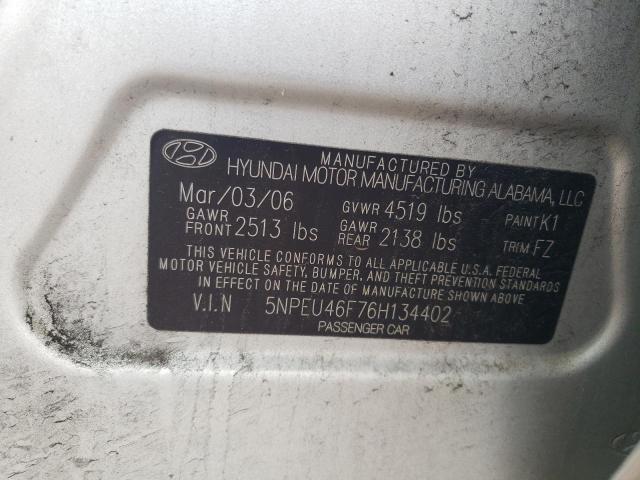 MANUFACTURED BY
HYUNDAI MOTOR MANUFACTURING ALABAMA, LLC
Mar/03/06 GVWR 4519 lbs PAINT K1
GAWR FRONT 2513 lbs GAWR REAR 2138 lbs TRIM FZ
THIS VEHICLE CONFORMS TO ALL APPLICABLE U.S.A. FEDERAL
MOTOR VEHICLE SAFETY, BUMPER, AND THEFT PREVENTION STANDARDS
IN EFFECT ON THE DATE OF MANUFACTURE SHOWN ABOVE
V.I.N 5NPEU46F76H134402
PASSENGER CAR